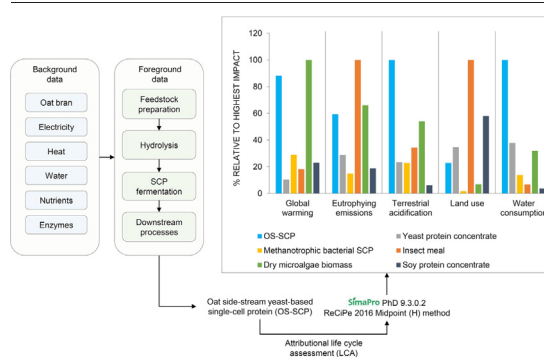 Background
data
Oat bran
Electricity
Heat
Water
Nutrients
Enzymes
Foreground
data
Feedstock
preparation
Hydrolysis
SCP
fermentation
Downstream
processes
% RELATIVE TO HIGHEST IMPACT
120
100
80
60
40
20
0
Global
warming
Eutrophying
emissions
Terrestrial
acidification
Land use
Water
consumption
OS-SCP
Yeast protein concentrate
Methanotrophic bacterial SCP
Insect meal
Dry microalgae biomass
Soy protein concentrate
Oat side-stream yeast-based
single-cell protein (OS-SCP)
SimaPro PhD 9.3.0.2
ReCiPe 2016 Midpoint (H) method
Attributional life cycle
assessment (LCA)